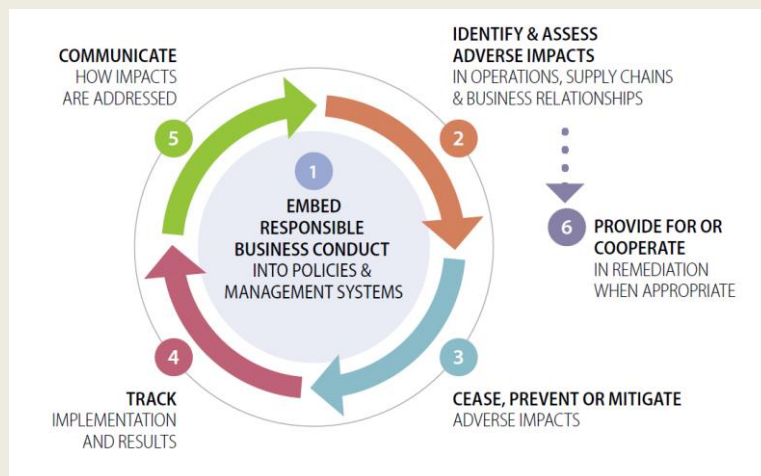 COMMUNICATE
HOW IMPACTS
ARE ADDRESSED
5
IDENTIFY & ASSESS
ADVERSE IMPACTS
IN OPERATIONS, SUPPLY CHAINS
& BUSINESS RELATIONSHIPS
2
1
EMBED
RESPONSIBLE
BUSINESS CONDUCT
INTO POLICIES &
MANAGEMENT SYSTEMS
6
PROVIDE FOR OR
COOPERATE
IN REMEDIATION
WHEN APPROPRIATE
4
TRACK
IMPLEMENTATION
AND RESULTS
3
CEASE, PREVENT OR MITIGATE
ADVERSE IMPACTS